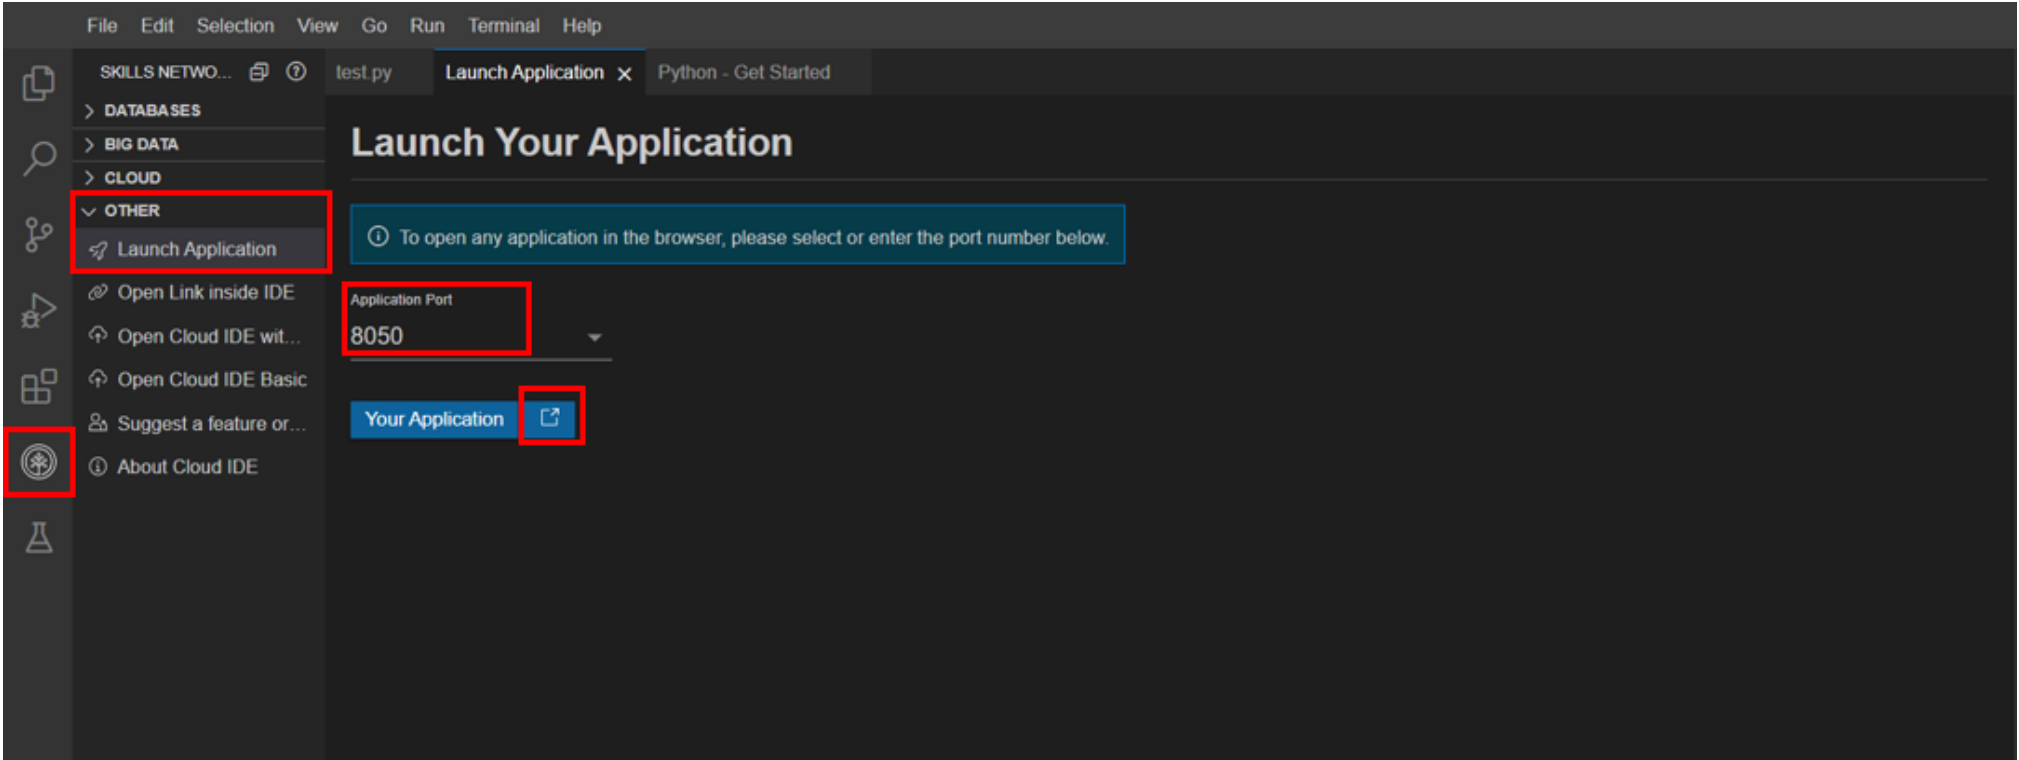 File Edit Selection View Go Run Terminal Help
SKILLS NETWO...
test.py
Launch Application
Python - Get Started
DATABASES
BIG DATA
CLOUD
OTHER
Launch Application
Open Link inside IDE
Open Cloud IDE wit...
Open Cloud IDE Basic
Suggest a feature or...
About Cloud IDE
Launch Your Application
To open any application in the browser, please select or enter the port number below.
Application Port
8050
Your Application